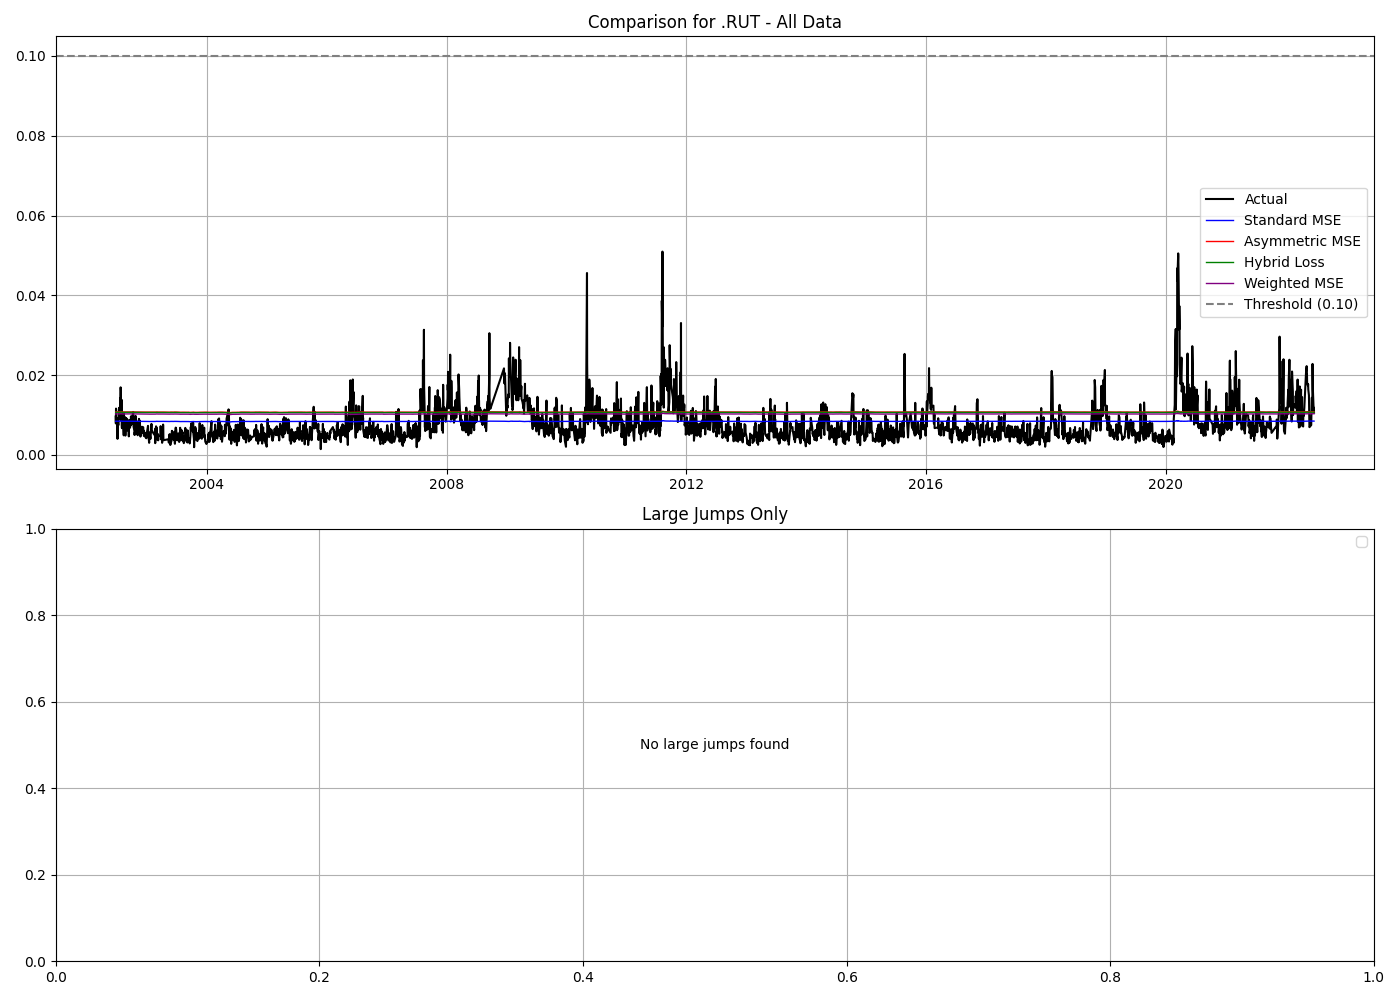 Comparison for .RUT - All Data
0.10
0.08
0.06
0.04
0.02
0.00
Actual
Standard MSE
Asymmetric MSE
Hybrid Loss
Weighted MSE
Threshold (0.10)
2004 2008 2012 2016 2020
Large Jumps Only
1.0
0.8
0.6
0.4
0.2
0.0
No large jumps found
0.0 0.2 0.4 0.6 0.8 1.0